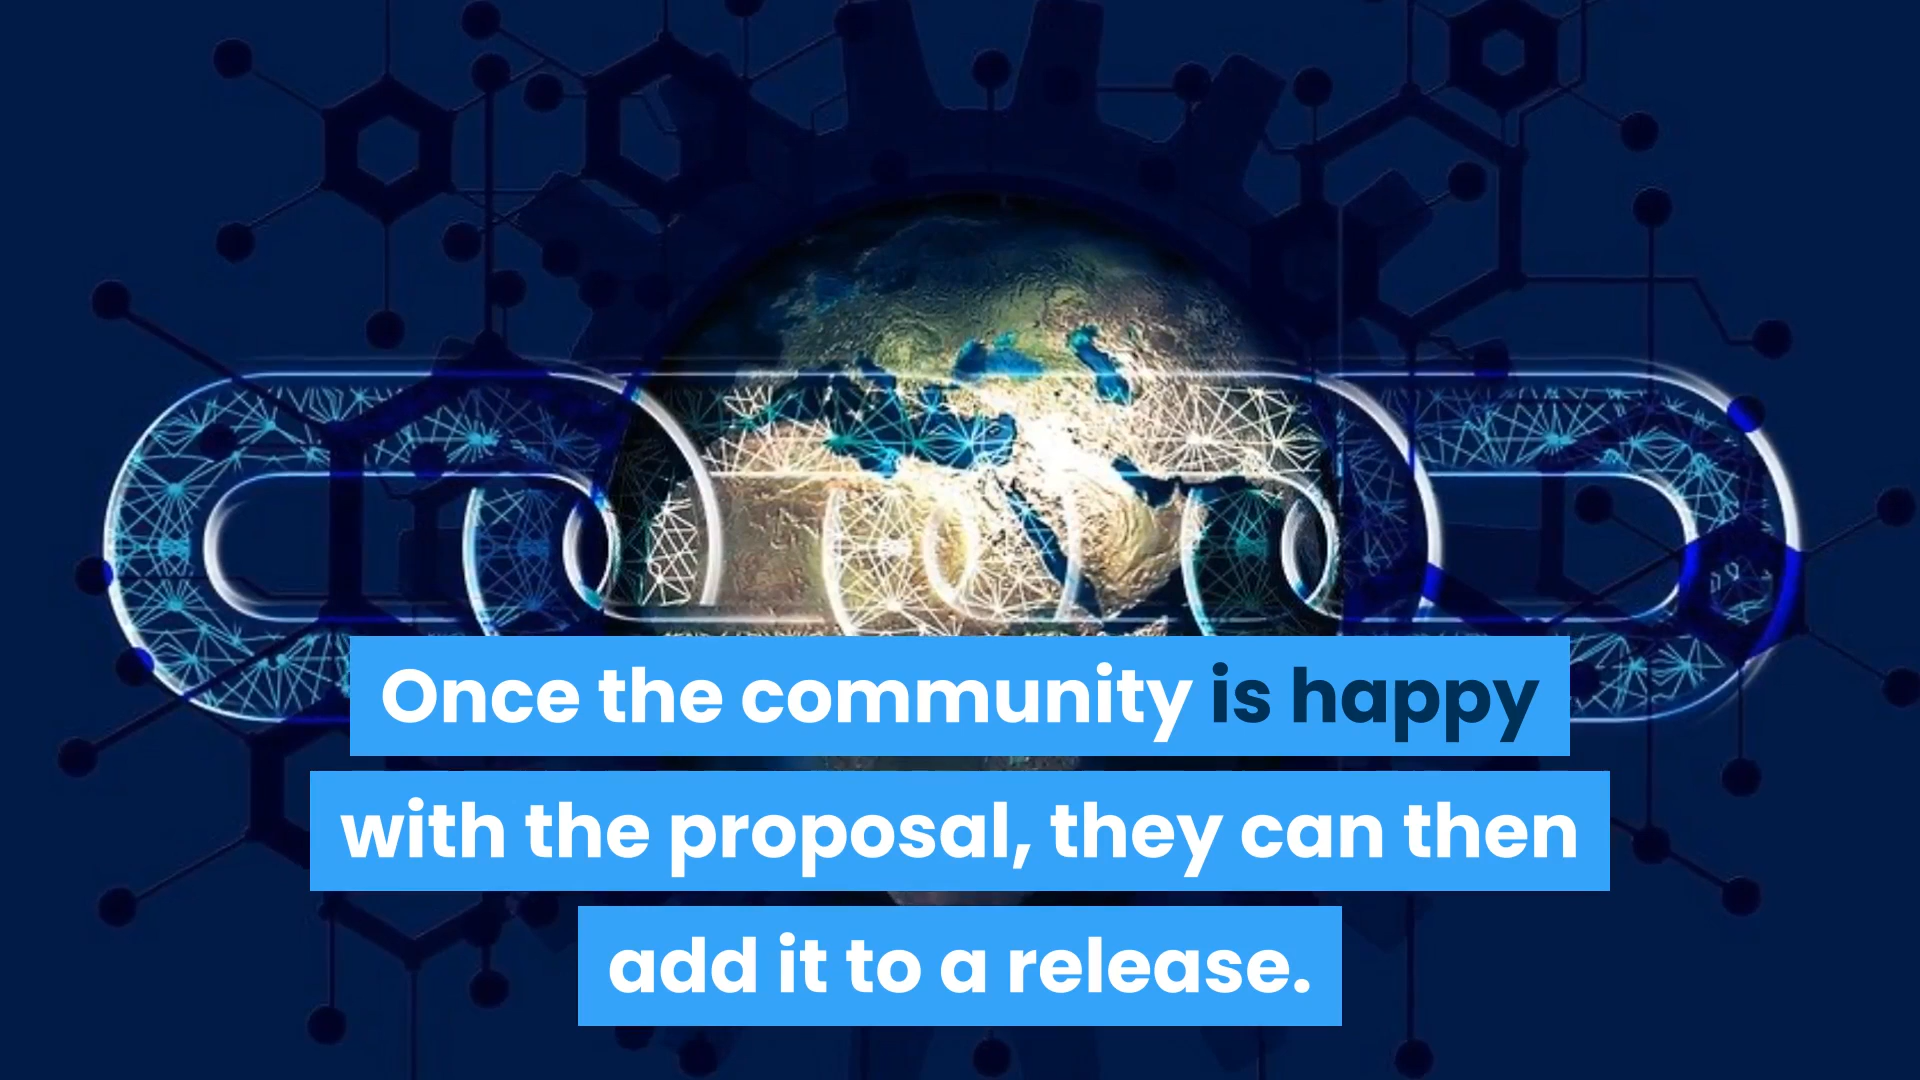 Once the community is happy
with the proposal, they can then
add it to a release.